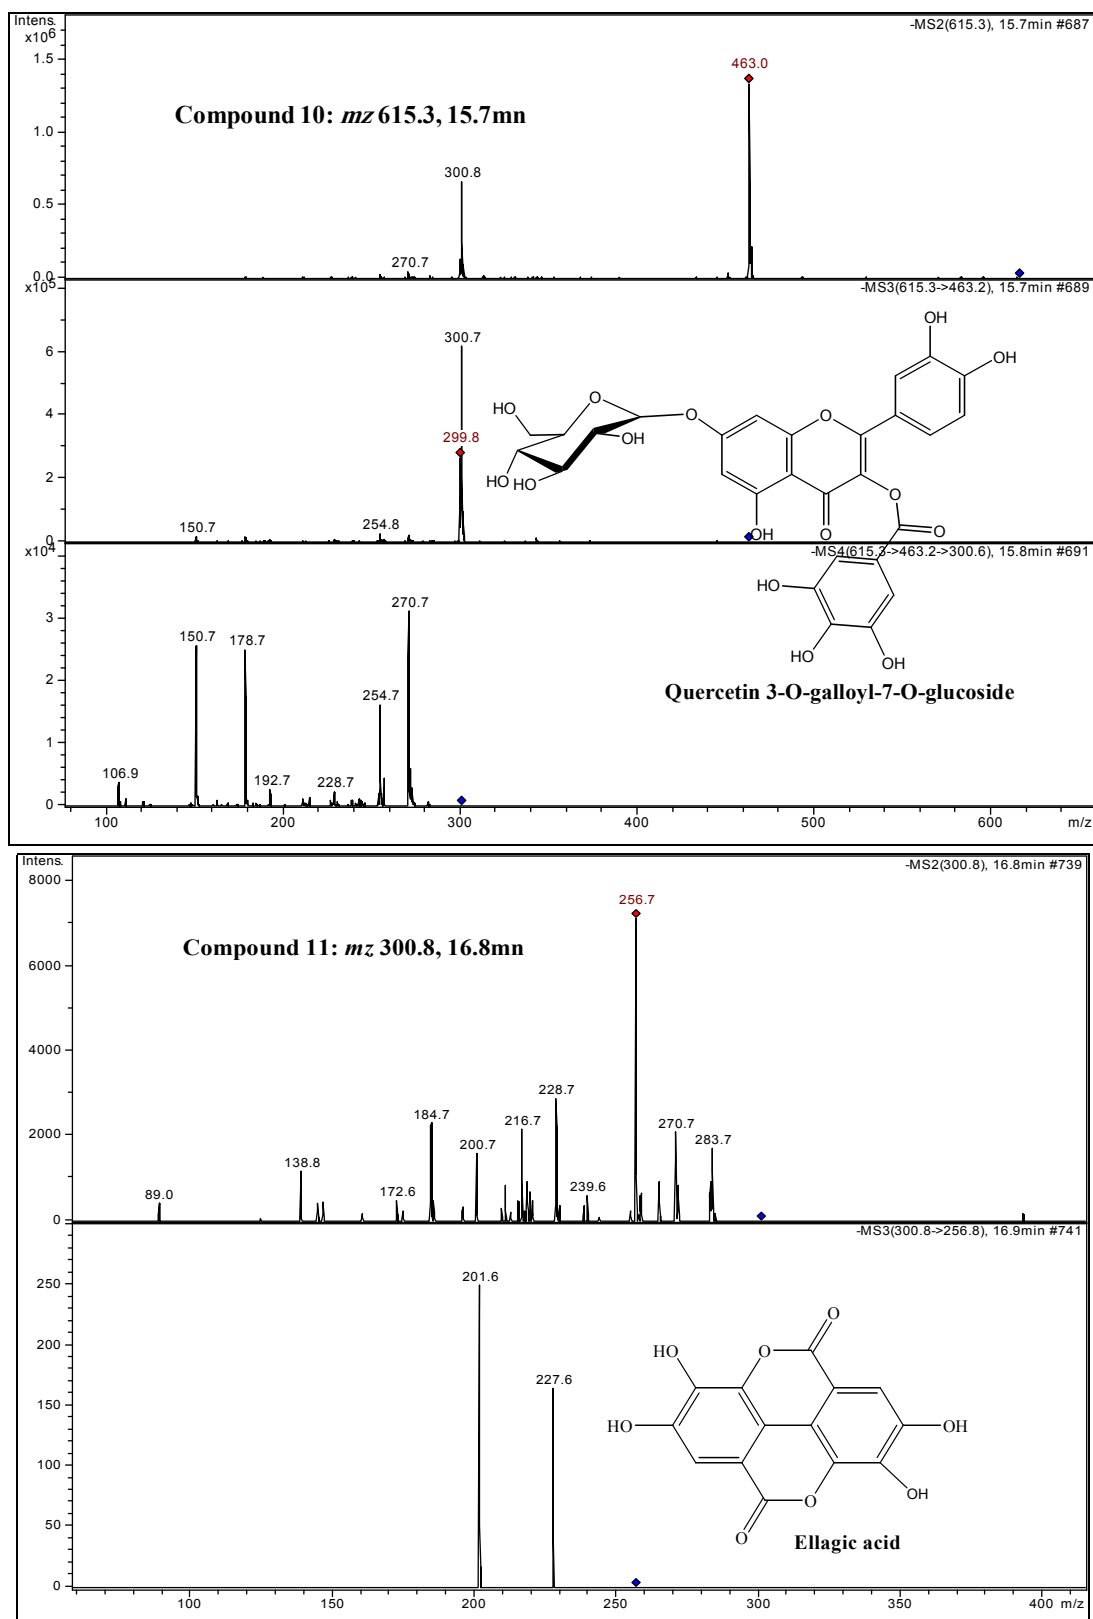 Intens.
x10⁶
-MS2(615.3), 15.7min #687
1.5
463.0
Compound 10: mz 615.3, 15.7mn
1.0
300.8
0.5
270.7
0.0
x10⁵
-MS3(615.3->463.2), 15.7min #689
300.7
OH
OH
6
O
HO
O
O
4
299.8
OH
HO
HO
O
2
150.7
254.8
O
O
OH
0
x10⁴
-MS4(615.3->463.2->300.6), 15.8min #691
270.7
HO
3
150.7
178.7
HO
OH
254.7
Quercetin 3-O-galloyl-7-O-glucoside
2
1
106.9
192.7
228.7
0
100 200 300 400 500 600 m/z
Intens.
-MS2(300.8), 16.8min #739
8000
256.7
Compound 11: mz 300.8, 16.8mn
6000
4000
228.7
184.7
216.7
270.7
2000
200.7
283.7
138.8
239.6
89.0
172.6
0
-MS3(300.8->256.8), 16.9min #741
250
201.6
O
HO
O
200
227.6
150
HO
OH
100
OH
O
50
O
Ellagic acid
0
100 150 200 250 300 350 400 m/z